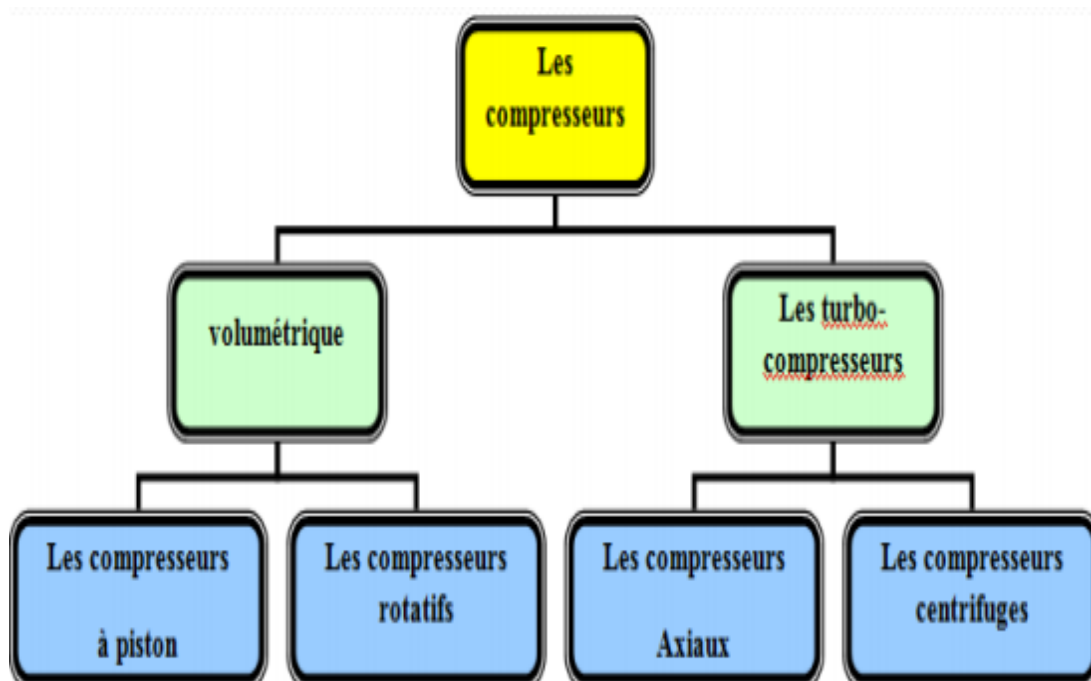 Les
compresseurs
volumétrique
Les turbo-
compresseurs
Les compresseurs
à piston
Les compresseurs
rotatifs
Les compresseurs
Axiaux
Les compresseurs
centrifuges